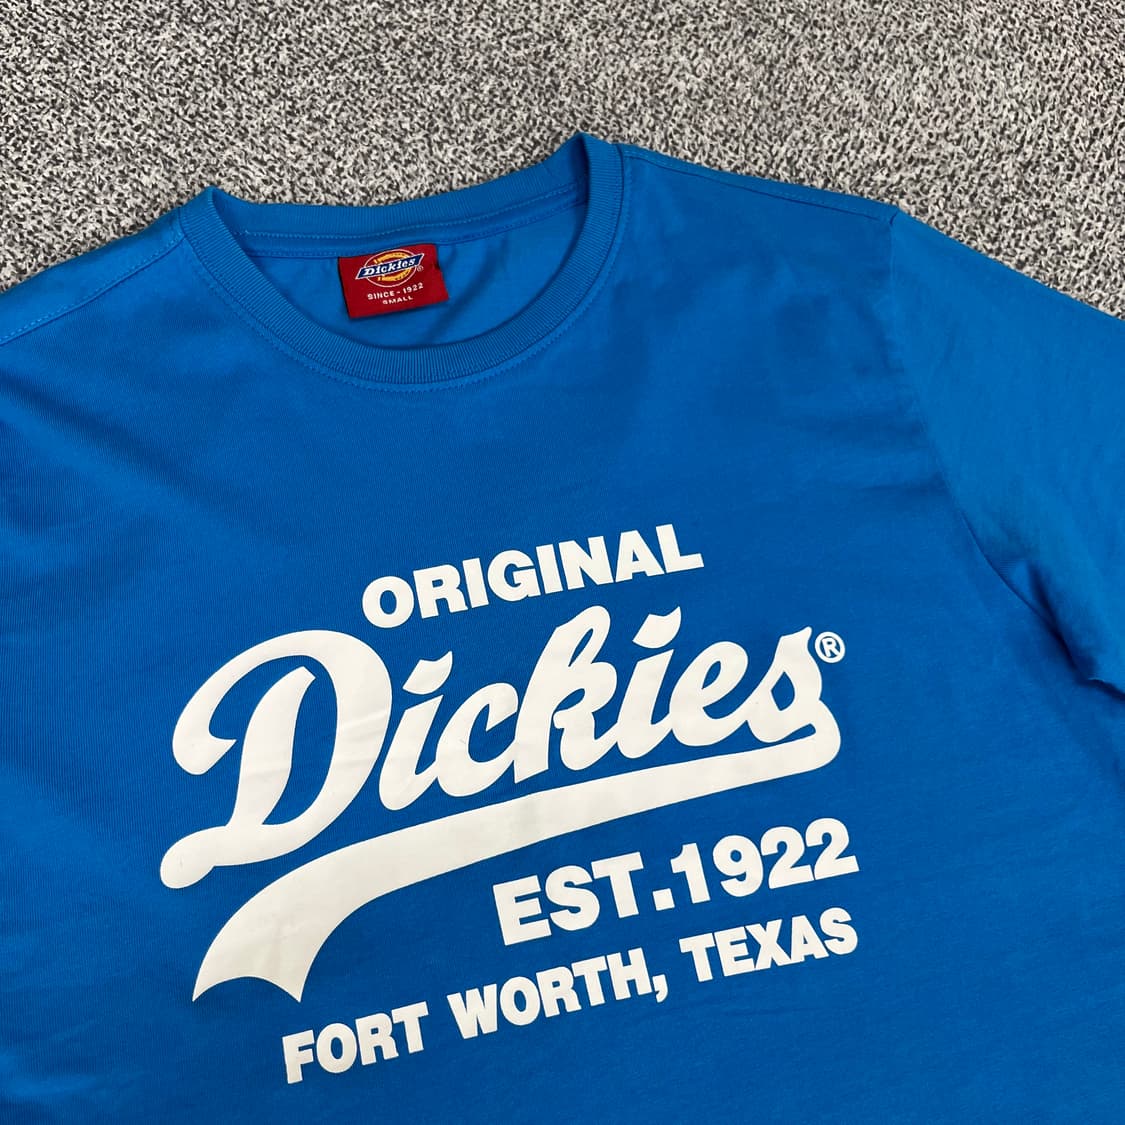 Dickies®
SINCE - 1922
SMALL
ORIGINAL
Dickies®
EST.1922
FORT WORTH, TEXAS